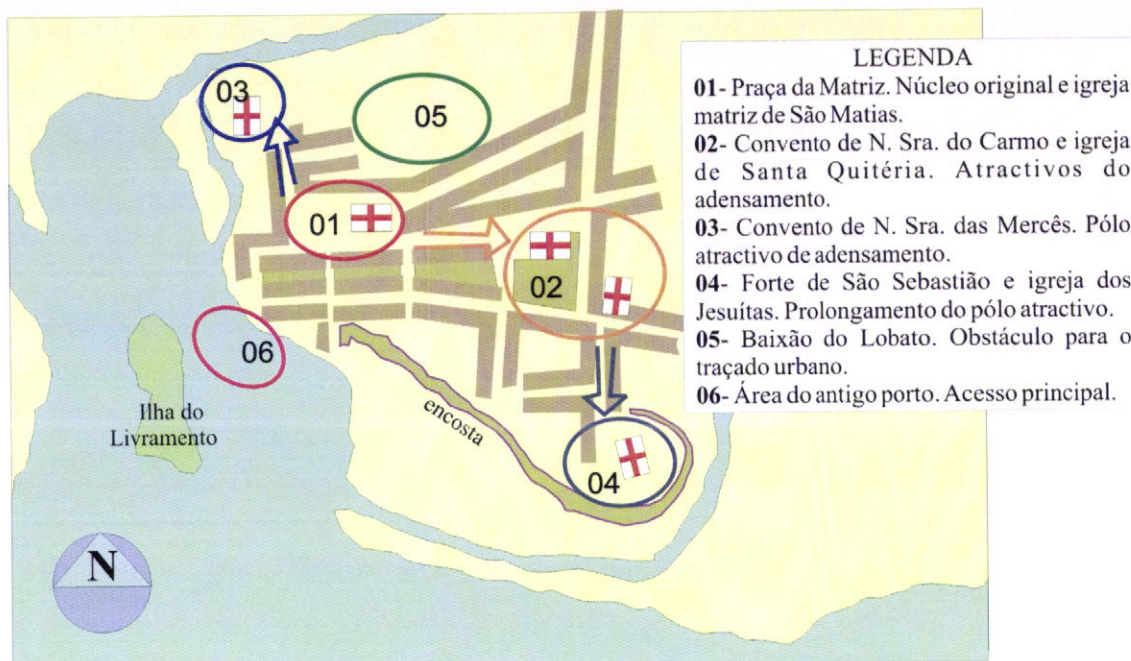 LEGENDA
01- Praça da Matriz. Núcleo original e igreja
matriz de São Matias.
02- Convento de N. Sra. do Carmo e igreja
de Santa Quitéria. Atractivos do
adensamento.
03- Convento de N. Sra. das Mercês. Pólo
atractivo de adensamento.
04- Forte de São Sebastião e igreja dos
Jesuítas. Prolongamento do pólo atractivo.
05- Baixão do Lobato. Obstáculo para o
traçado urbano.
06- Área do antigo porto. Acesso principal.
03
05
01
02
06
Ilha do
Livramento
encosta
04
N